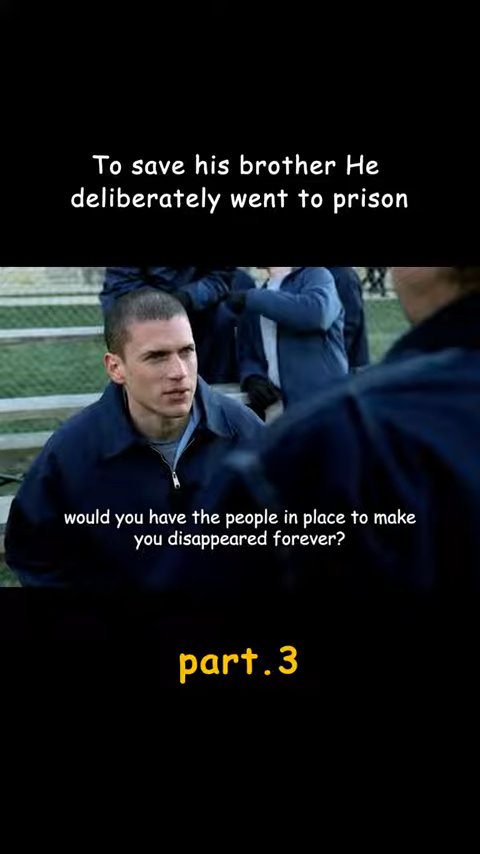 To save his brother He
deliberately went to prison
would you have the people in place to make
you disappeared forever?
part.3